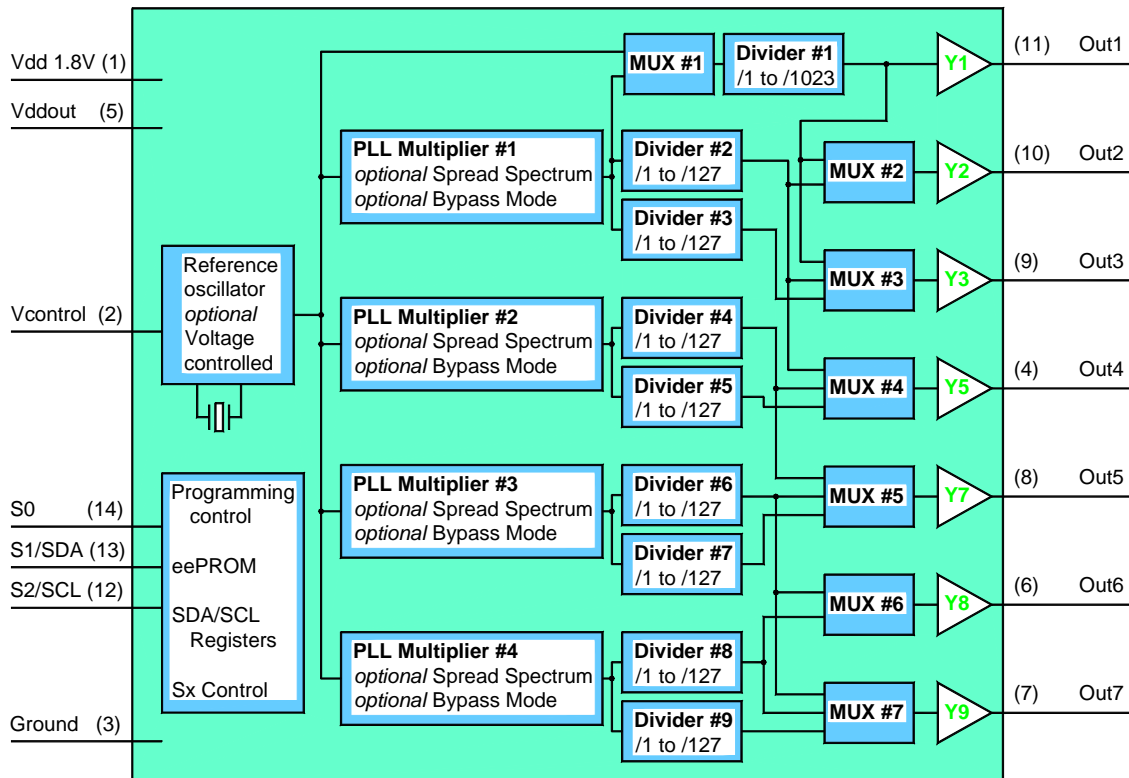 Vdd 1.8V (1)
Vddout (5)
Vcontrol (2)
S0 (14)
S1/SDA (13)
S2/SCL (12)
Ground (3)
Reference
oscillator
optional
Voltage
controlled
Programming
control
eePROM
SDA/SCL
Registers
Sx Control
PLL Multiplier #1
optional Spread Spectrum
optional Bypass Mode
PLL Multiplier #2
optional Spread Spectrum
optional Bypass Mode
PLL Multiplier #3
optional Spread Spectrum
optional Bypass Mode
PLL Multiplier #4
optional Spread Spectrum
optional Bypass Mode
MUX #1
Divider #1
/1 to /1023
Divider #2
/1 to /127
Divider #3
/1 to /127
Divider #4
/1 to /127
Divider #5
/1 to /127
Divider #6
/1 to /127
Divider #7
/1 to /127
Divider #8
/1 to /127
Divider #9
/1 to /127
MUX #2
MUX #3
MUX #4
MUX #5
MUX #6
MUX #7
Y1
Y2
Y3
Y5
Y7
Y8
Y9
(11) Out1
(10) Out2
(9) Out3
(4) Out4
(8) Out5
(6) Out6
(7) Out7